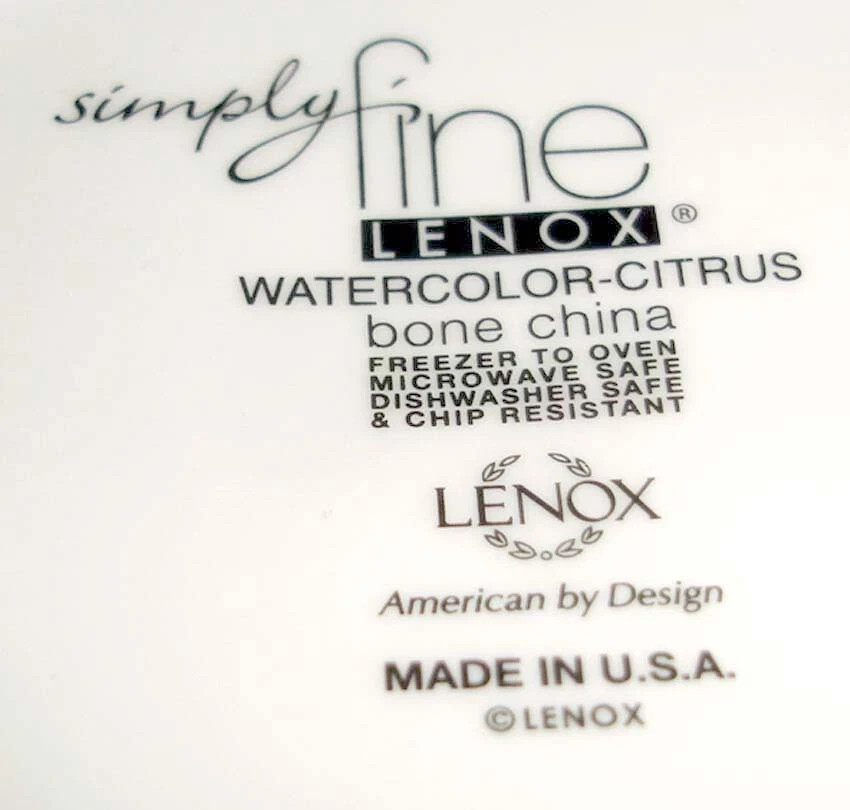 simply fine
LENOX®
WATERCOLOR-CITRUS
bone china
FREEZER TO OVEN
MICROWAVE SAFE
DISHWASHER SAFE
& CHIP RESISTANT
LENOX
American by Design
MADE IN U.S.A.
©LENOX